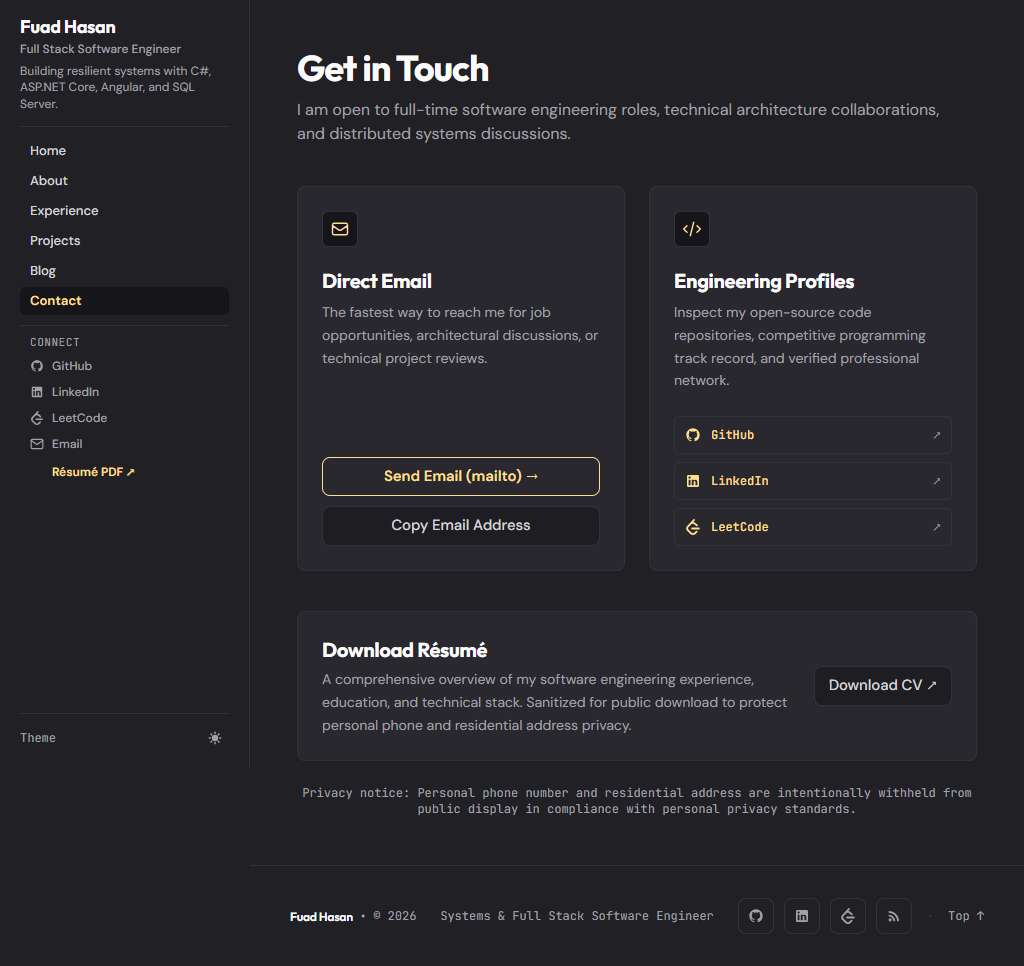 Fuad Hasan
Full Stack Software Engineer
Building resilient systems with C#,
ASP.NET Core, Angular, and SQL
Server.
Home
About
Experience
Projects
Blog
Contact
CONNECT
GitHub
LinkedIn
LeetCode
Email
Résumé PDF ↗
Theme
Get in Touch
I am open to full-time software engineering roles, technical architecture collaborations,
and distributed systems discussions.
Direct Email
The fastest way to reach me for job
opportunities, architectural discussions, or
technical project reviews.
Send Email (mailto) →
Copy Email Address
Engineering Profiles
Inspect my open-source code
repositories, competitive programming
track record, and verified professional
network.
GitHub ↗
LinkedIn ↗
LeetCode ↗
Download Résumé
A comprehensive overview of my software engineering experience,
education, and technical stack. Sanitized for public download to protect
personal phone and residential address privacy.
Download CV ↗
Privacy notice: Personal phone number and residential address are intentionally withheld from
public display in compliance with personal privacy standards.
Fuad Hasan • © 2026 Systems & Full Stack Software Engineer · Top ↑